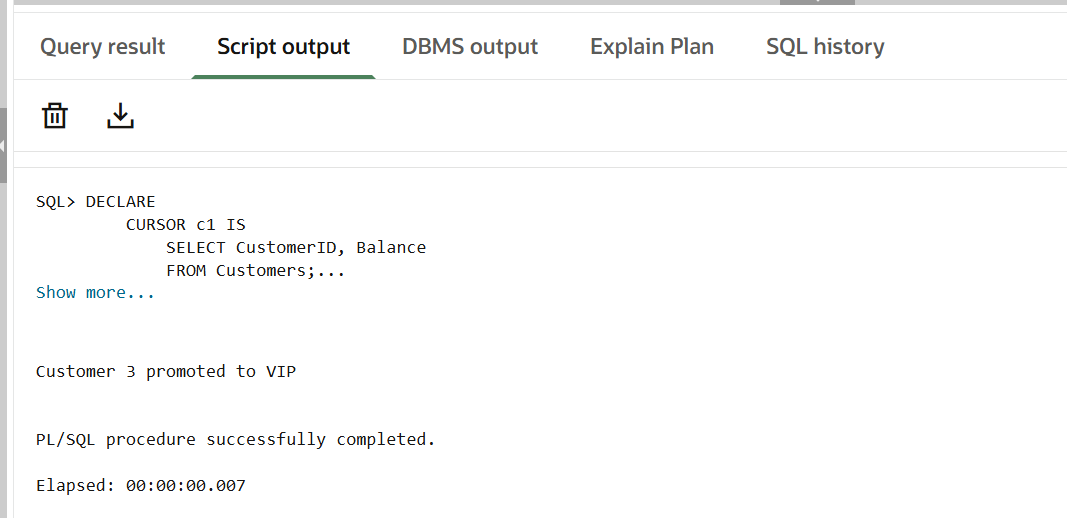 Query result Script output DBMS output Explain Plan SQL history
SQL> DECLARE
CURSOR c1 IS
SELECT CustomerID, Balance
FROM Customers;...
Show more...
Customer 3 promoted to VIP
PL/SQL procedure successfully completed.
Elapsed: 00:00:00.007